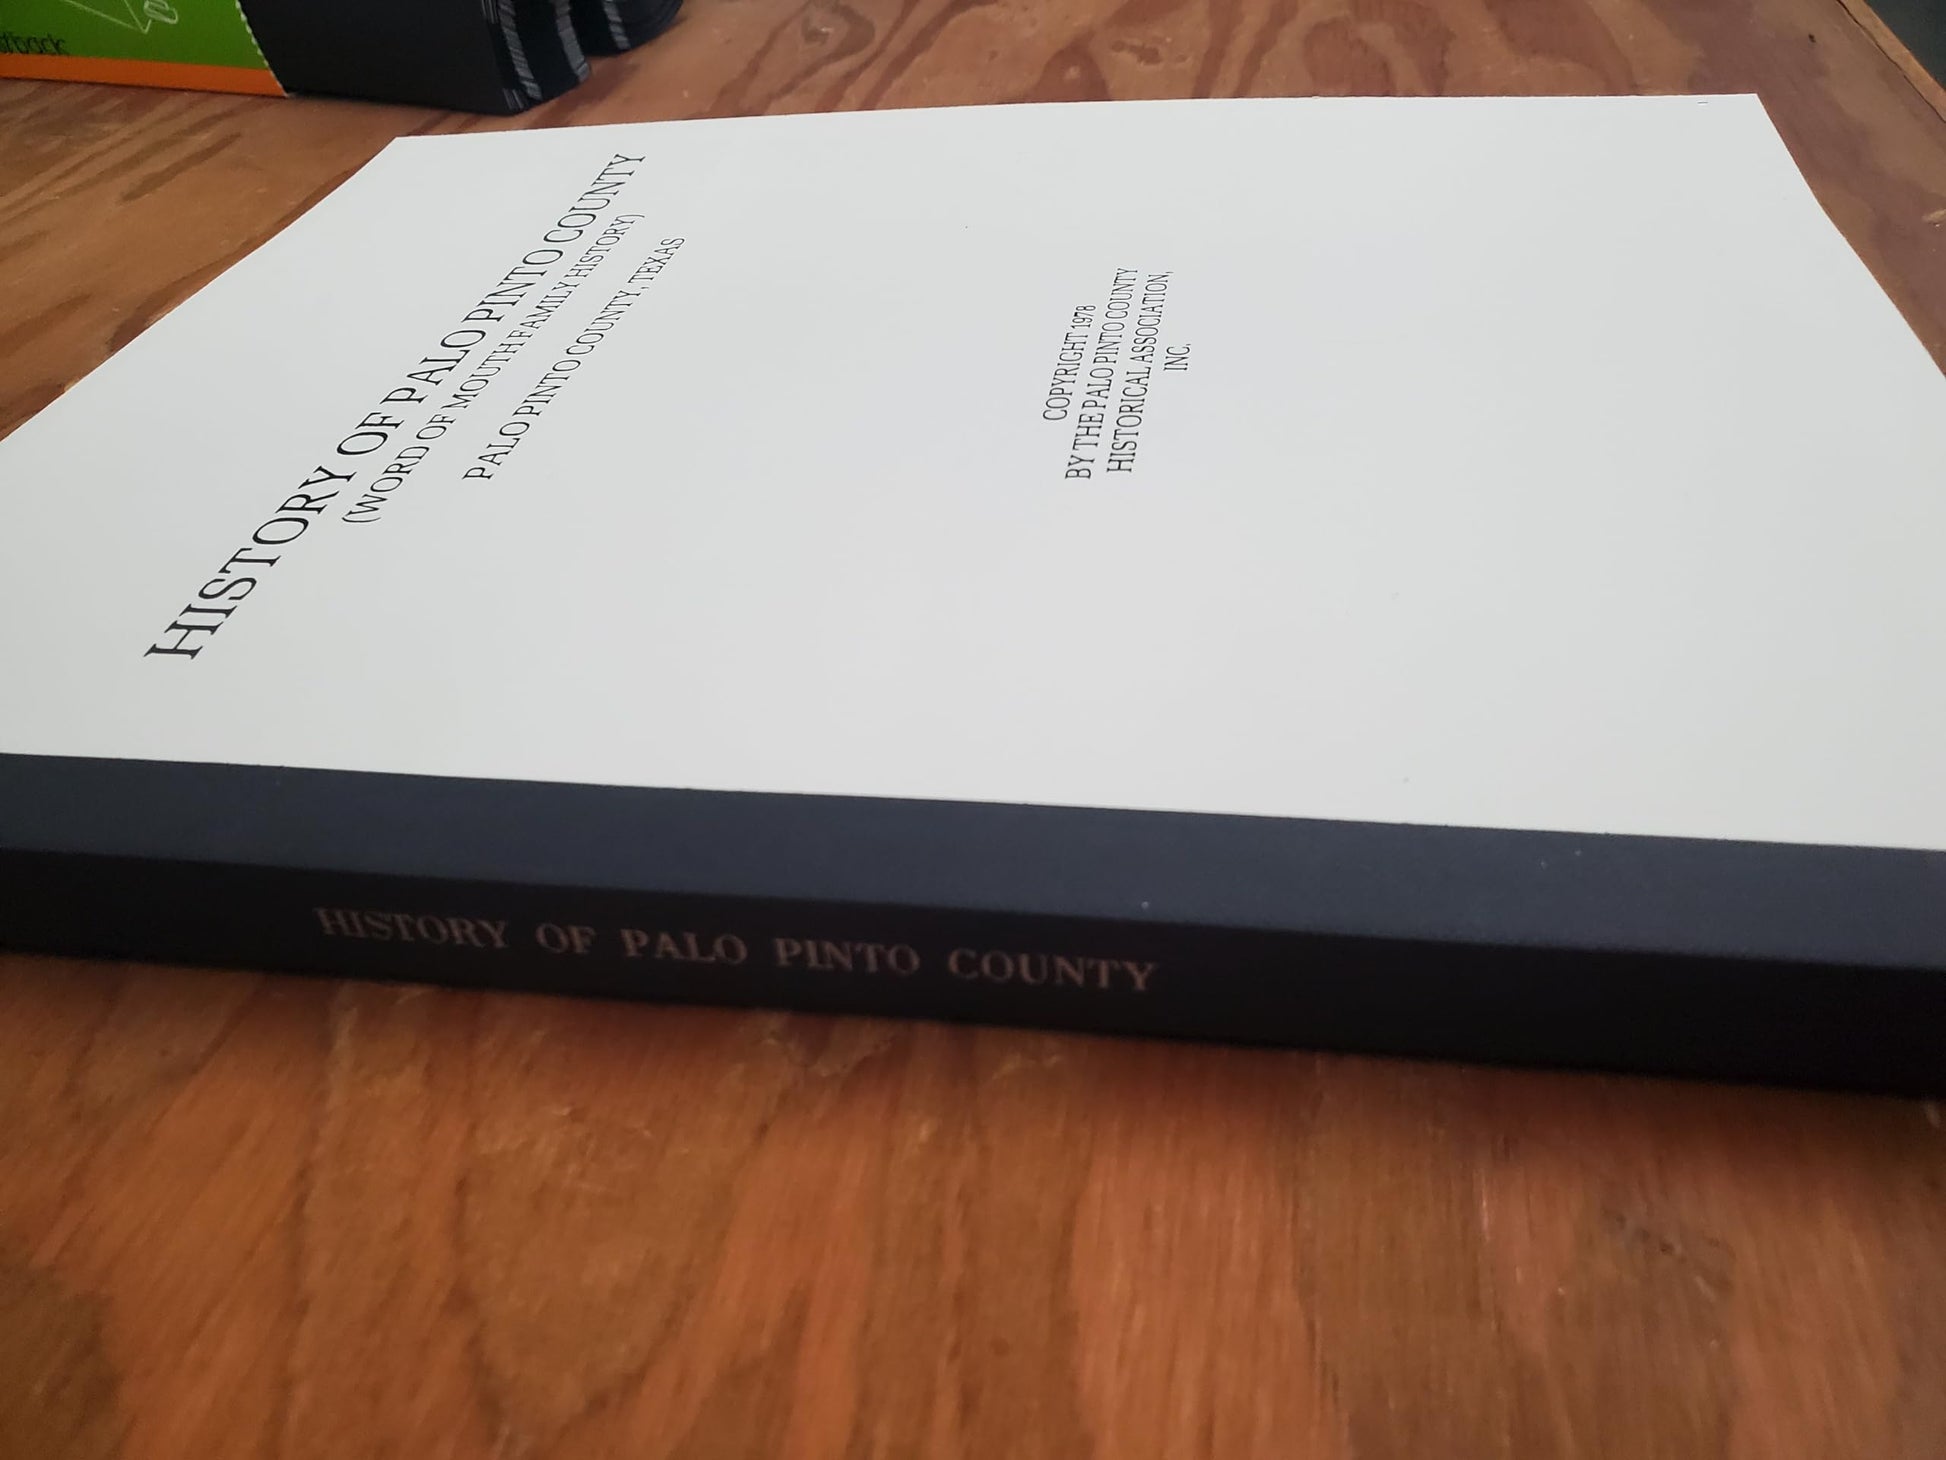 HISTORY OF PALO PINTO COUNTY
(WORD OF MOUTH FAMILY HISTORY)
PALO PINTO COUNTY, TEXAS
COPYRIGHT 1978
BY THE PALO PINTO COUNTY
HISTORICAL ASSOCIATION,
INC.
HISTORY OF PALO PINTO COUNTY